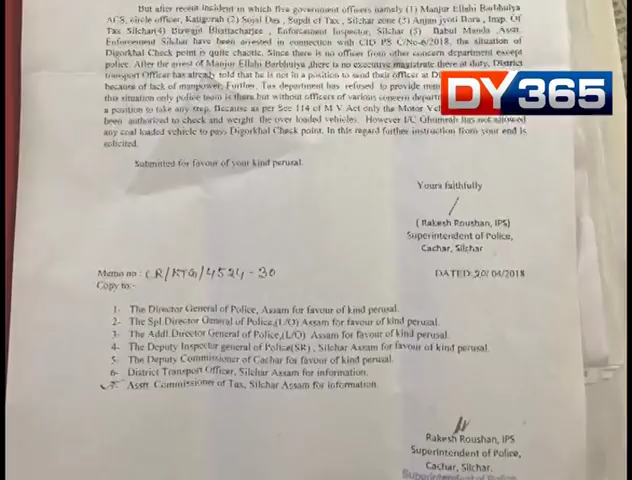 But after recent incident in which five government officers namely (1) Manjur Ellahi Barbhuiya
ACS, circle officer, Katigorah (2) Sojal Das , Supdt of Tax , Silchar zone (3) Anjan jyoti Bora , Insp. Of
Tax Silchar(4) Biswajit Bhattacharjee , Enforcement Inspector, Silchar (5) Babul Manda Asstt.
Enforcement Silchar have been arrested in connection with CID PS C/No-6/2018, the situation of
Digorkhal Check point is quite chaotic. Since there is no officer from other concern department except
police. After the arrest of Manjur Ellahi Barbhuiya ,there is no executive magistrate there at duty, District
transport Officer has already told that he is not in a position to send their officer at
because of lack of manpower. Further, Tax department has refused to provide
this situation only police team is there but without officers of various concern
a position to take any step. Because as per Sec 114 of M V Act only the Motor
been authorized to check and weight the over loaded vehicles. However I/C Ghumrah has not allowed
any coal loaded vehicle to pass Digorkhal Check point. In this regard further instruction from your end is
solicited.
Submitted for favour of your kind perusal.
DY365
Yours faithfully
( Rakesh Roushan, IPS)
Superintendent of Police,
Cachar, Silchar
Memo no : CR/KTG/4524-30
DATED 20/04/2018
Copy to:-
1- The Director General of Police, Assam for favour of kind perusal.
2- The Spl.Director General of Police,(L/O) Assam for favour of kind perusal.
3- The Addl.Director General of Police,(L/O) Assam for favour of kind perusal.
4- The Deputy Inspector general of Police(SR) , Silchar Assam for favour of kind perusal.
5- The Deputy Commissioner of Cachar for favour of kind perusal.
6- District Transport Officer, Silchar Assam for information.
Asstt. Commissioner of Tax, Silchar Assam for information.
Rakesh Roushan, IPS
Superintendent of Police,
Cachar, Silchar.
Superintendent of Police